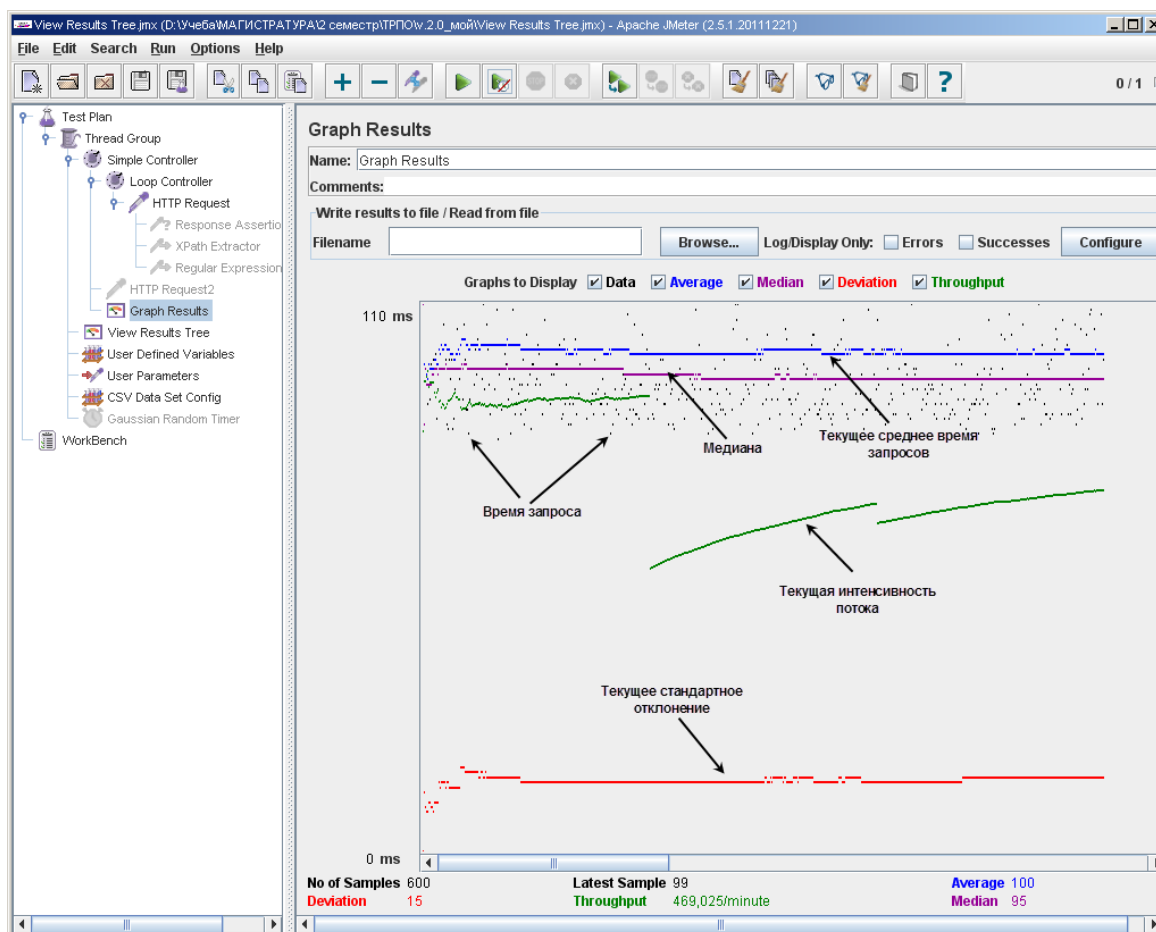 View Results Tree.jmx (D:\Учеба\МАГИСТРАТУРА\2 семестр\ТРПО\v.2.0_мой\View Results Tree.jmx) - Apache JMeter (2.5.1.20111221)
File Edit Search Run Options Help
0 / 1
Test Plan
Thread Group
Simple Controller
Loop Controller
HTTP Request
Response Assertio
XPath Extractor
Regular Expression
HTTP Request2
Graph Results
View Results Tree
User Defined Variables
User Parameters
CSV Data Set Config
Gaussian Random Timer
WorkBench
Graph Results
Name: Graph Results
Comments:
Write results to file / Read from file
Filename Browse... Log/Display Only: Errors Successes Configure
Graphs to Display Data Average Median Deviation Throughput
110 ms
Текущее среднее время
запросов
Медиана
Время запроса
Текущая интенсивность
потока
Текущее стандартное
отклонение
0 ms
No of Samples 600 Latest Sample 99 Average 100
Deviation 15 Throughput 469,025/minute Median 95